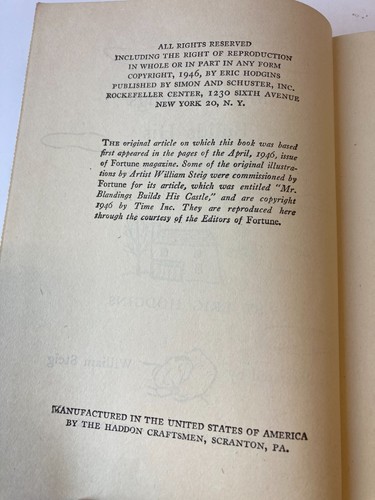 ALL RIGHTS RESERVED
INCLUDING THE RIGHT OF REPRODUCTION
IN WHOLE OR IN PART IN ANY FORM
COPYRIGHT, 1946, BY ERIC HODGINS
PUBLISHED BY SIMON AND SCHUSTER, INC.
ROCKEFELLER CENTER, 1230 SIXTH AVENUE
NEW YORK 20, N. Y.
THE original article on which this book was based
first appeared in the pages of the April, 1946, issue
of Fortune magazine. Some of the original illustra-
tions by Artist William Steig were commissioned by
Fortune for its article, which was entitled "Mr.
Blandings Builds His Castle," and are copyright
1946 by Time Inc. They are reproduced here
through the courtesy of the Editors of Fortune.
ERIC HODGINS
William Steig
MANUFACTURED IN THE UNITED STATES OF AMERICA
BY THE HADDON CRAFTSMEN, SCRANTON, PA.